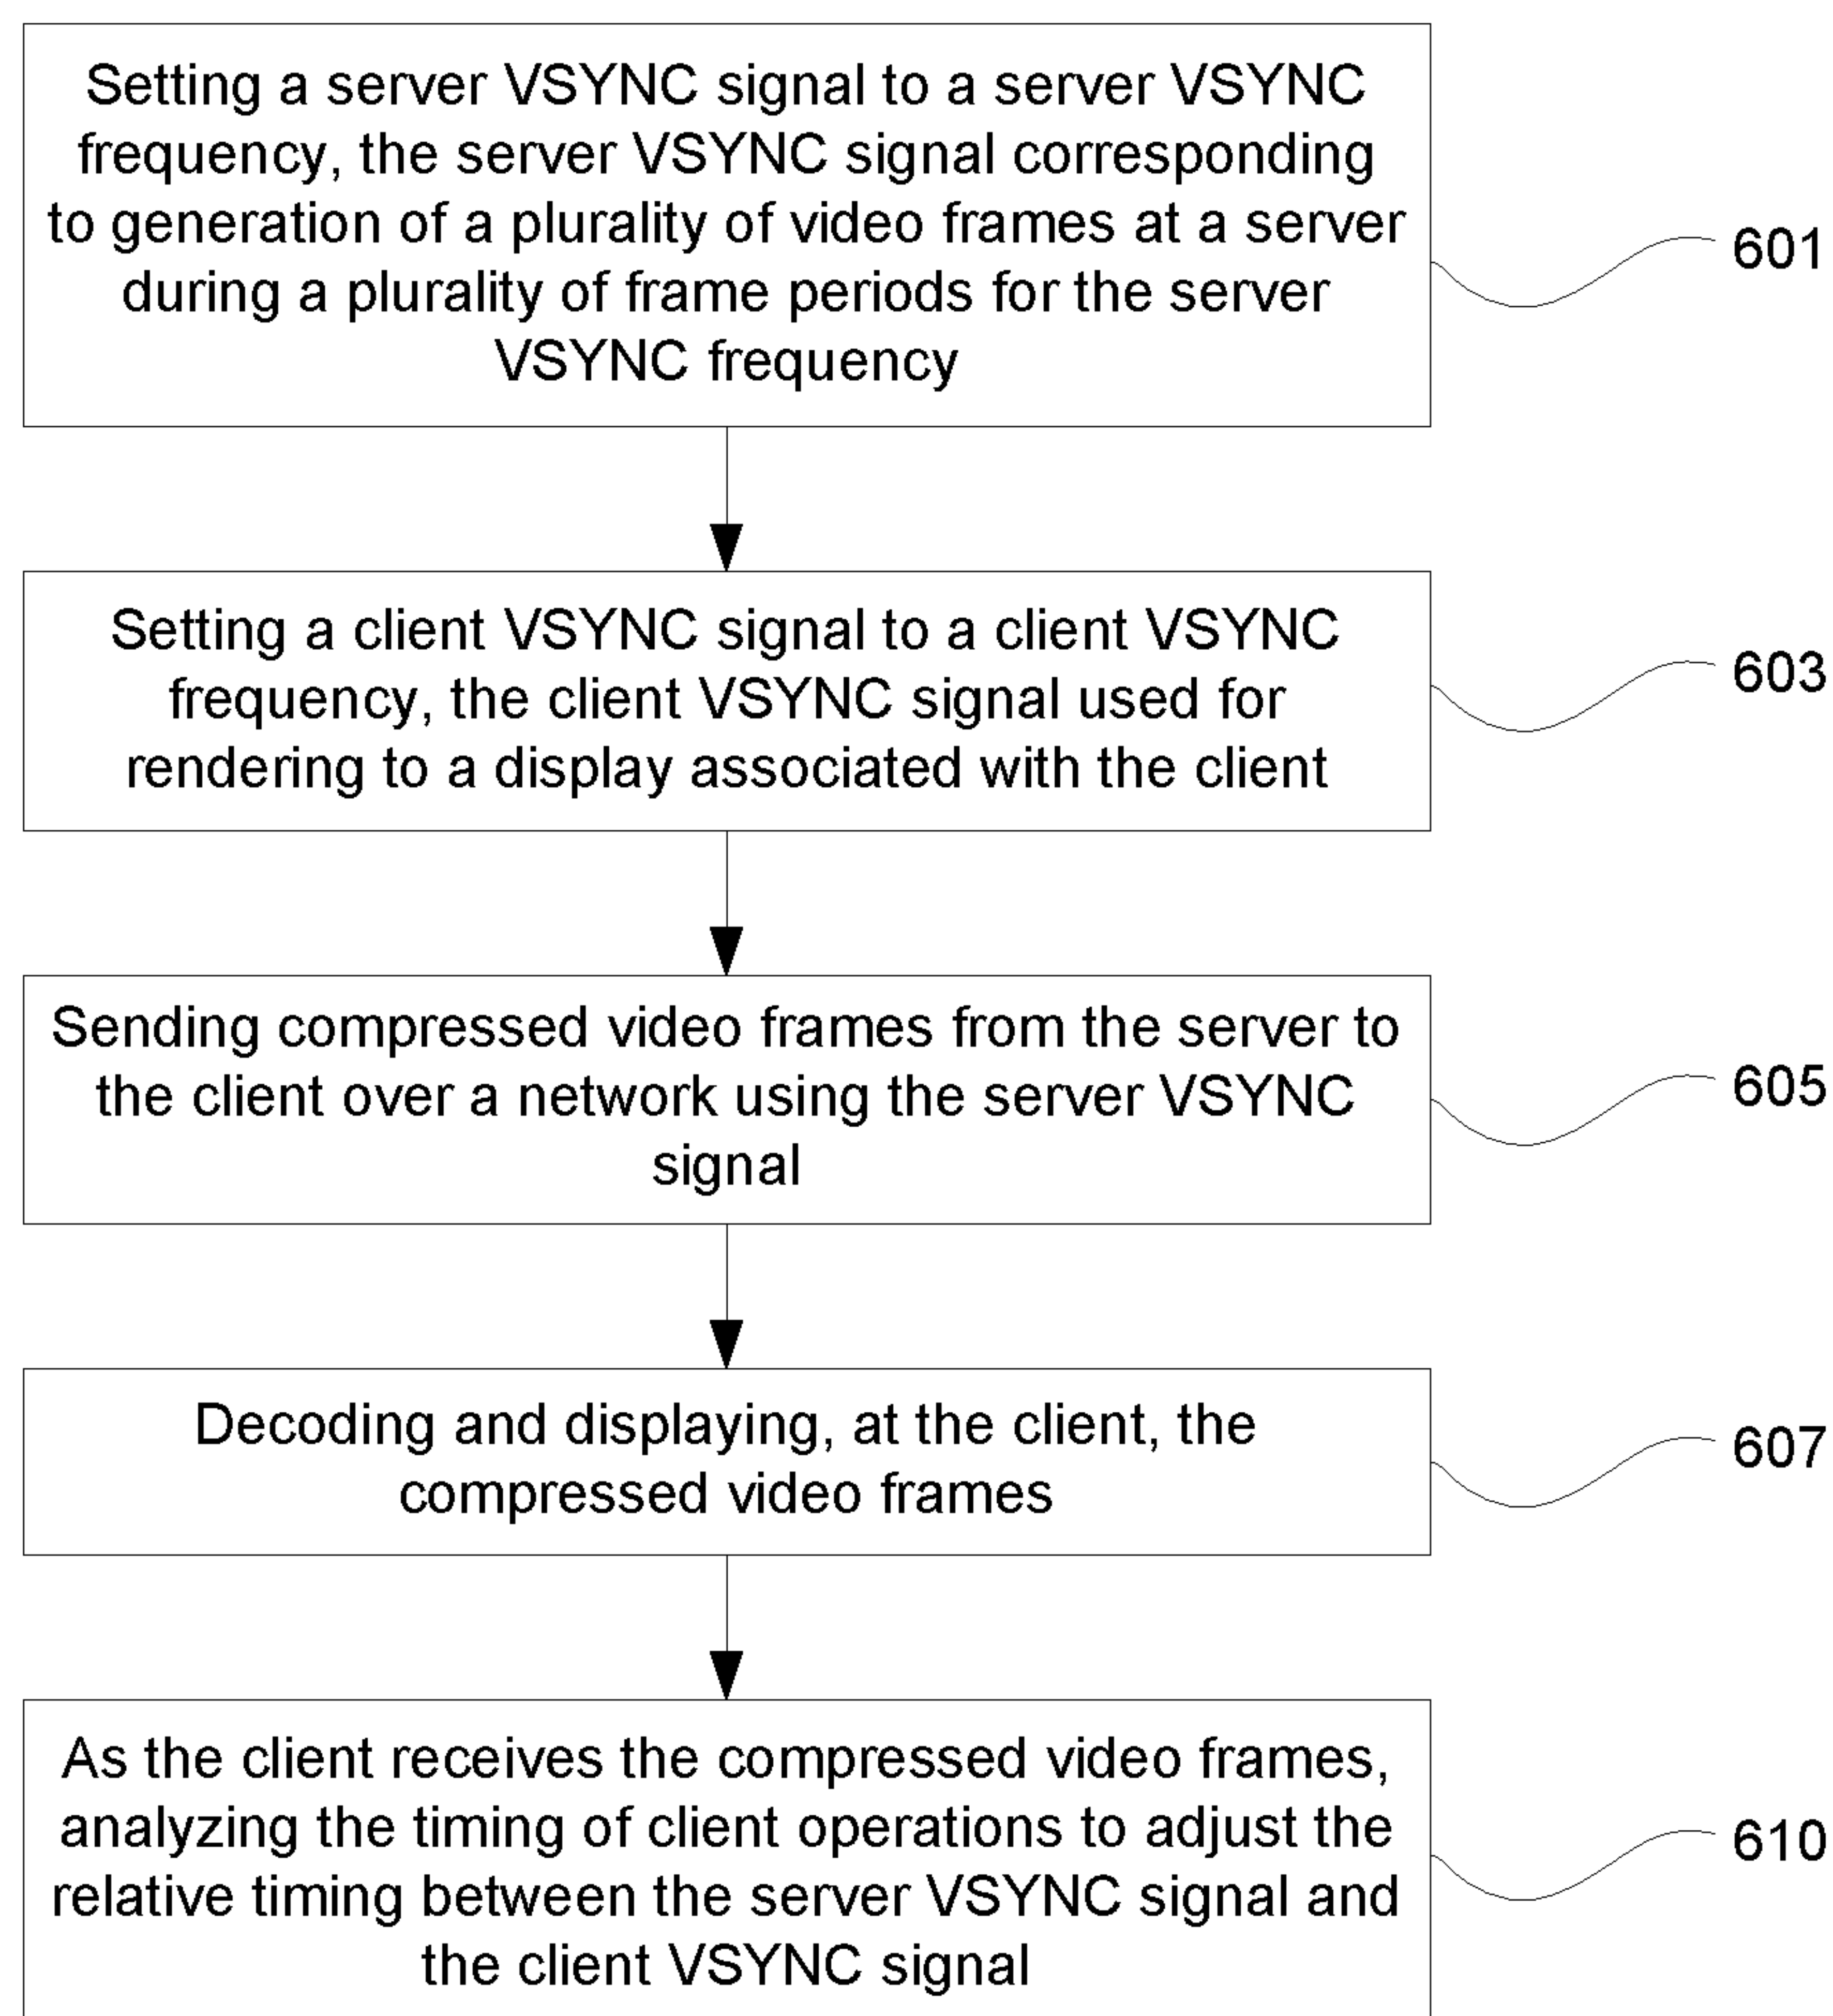 Setting a server VSYNC signal to a server VSYNC
frequency, the server VSYNC signal corresponding
to generation of a plurality of video frames at a server
during a plurality of frame periods for the server
VSYNC frequency
601
Setting a client VSYNC signal to a client VSYNC
frequency, the client VSYNC signal used for
rendering to a display associated with the client
603
Sending compressed video frames from the server to
the client over a network using the server VSYNC
signal
605
Decoding and displaying, at the client, the
compressed video frames
607
As the client receives the compressed video frames,
analyzing the timing of client operations to adjust the
relative timing between the server VSYNC signal and
the client VSYNC signal
610